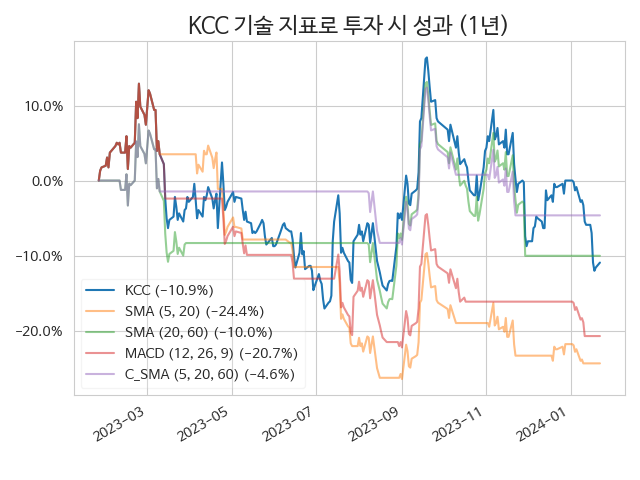 KCC 기술 지표로 투자 시 성과 (1년)
10.0%
0.0%
−10.0%
−20.0%
KCC (−10.9%)
SMA (5, 20) (−24.4%)
SMA (20, 60) (−10.0%)
MACD (12, 26, 9) (−20.7%)
C_SMA (5, 20, 60) (−4.6%)
2023-03
2023-05
2023-07
2023-09
2023-11
2024-01